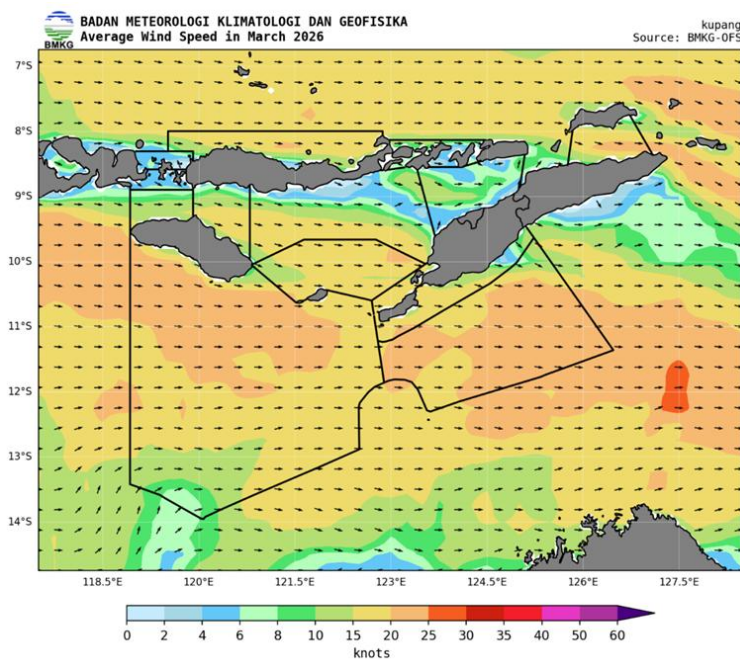 BADAN METEOROLOGI KLIMATOLOGI DAN GEOFISIKA
Average Wind Speed in March 2026
BMKG
kupang
Source: BMKG-OFS
7°S
8°S
9°S
10°S
11°S
12°S
13°S
14°S
118.5°E 120°E 121.5°E 123°E 124.5°E 126°E 127.5°E
0 2 4 6 8 10 15 20 25 30 35 40 50 60
knots